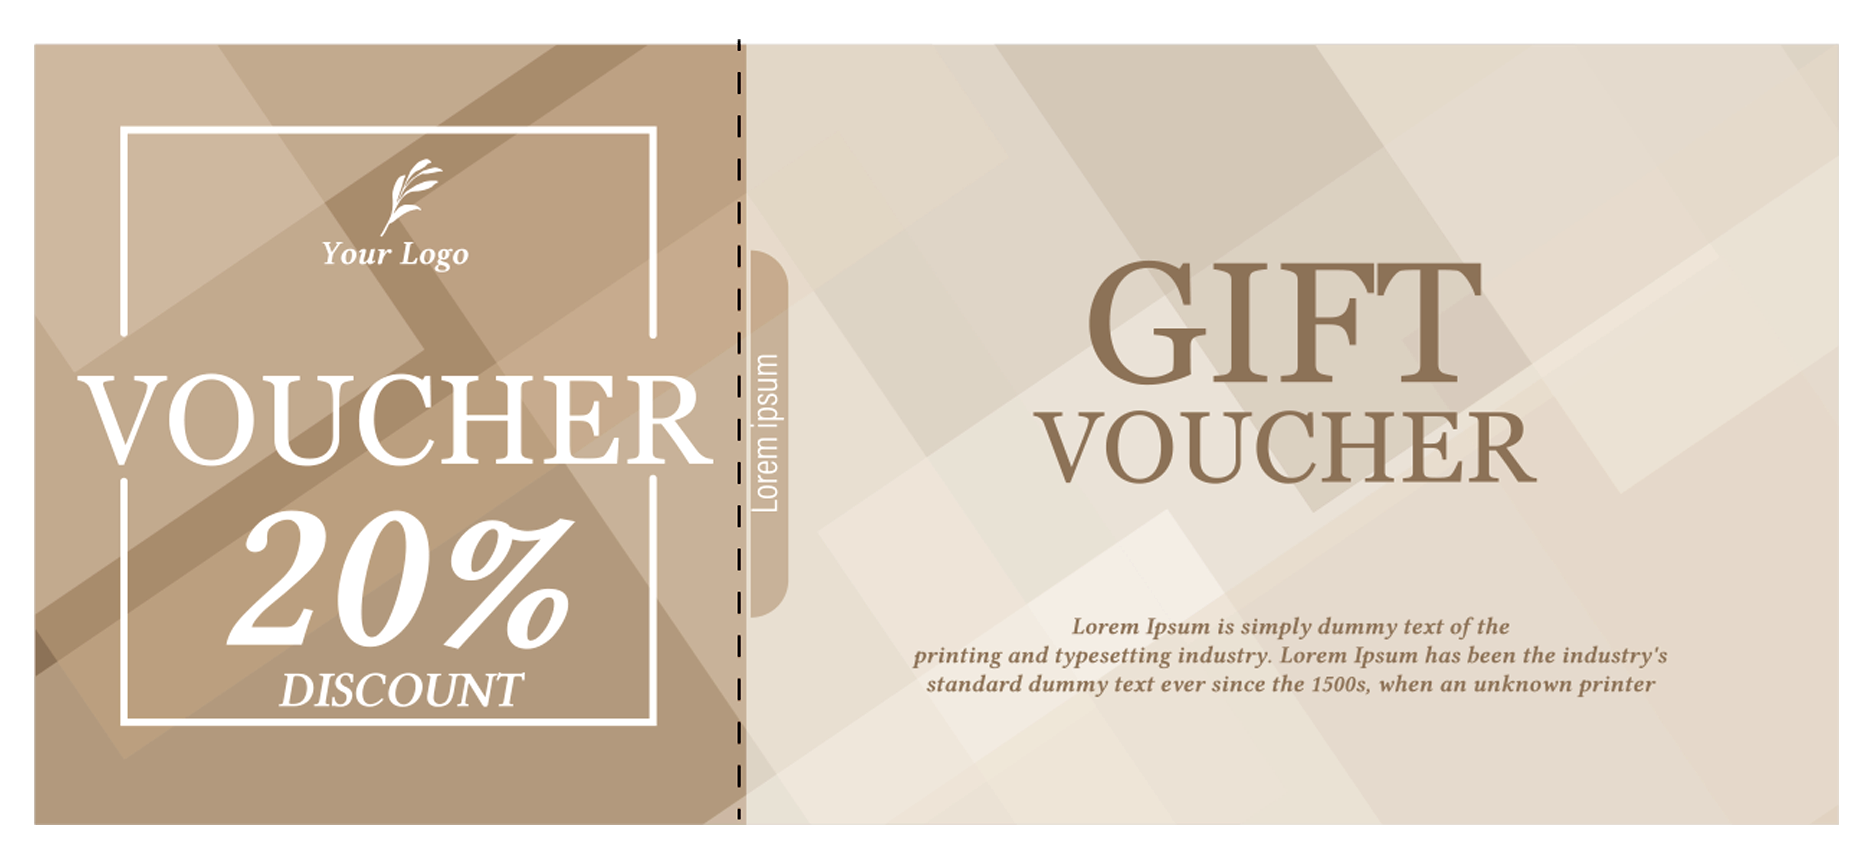 Your Logo
VOUCHER
20%
DISCOUNT
Lorem ipsum
GIFT
VOUCHER
Lorem Ipsum is simply dummy text of the
printing and typesetting industry. Lorem Ipsum has been the industry's
standard dummy text ever since the 1500s, when an unknown printer